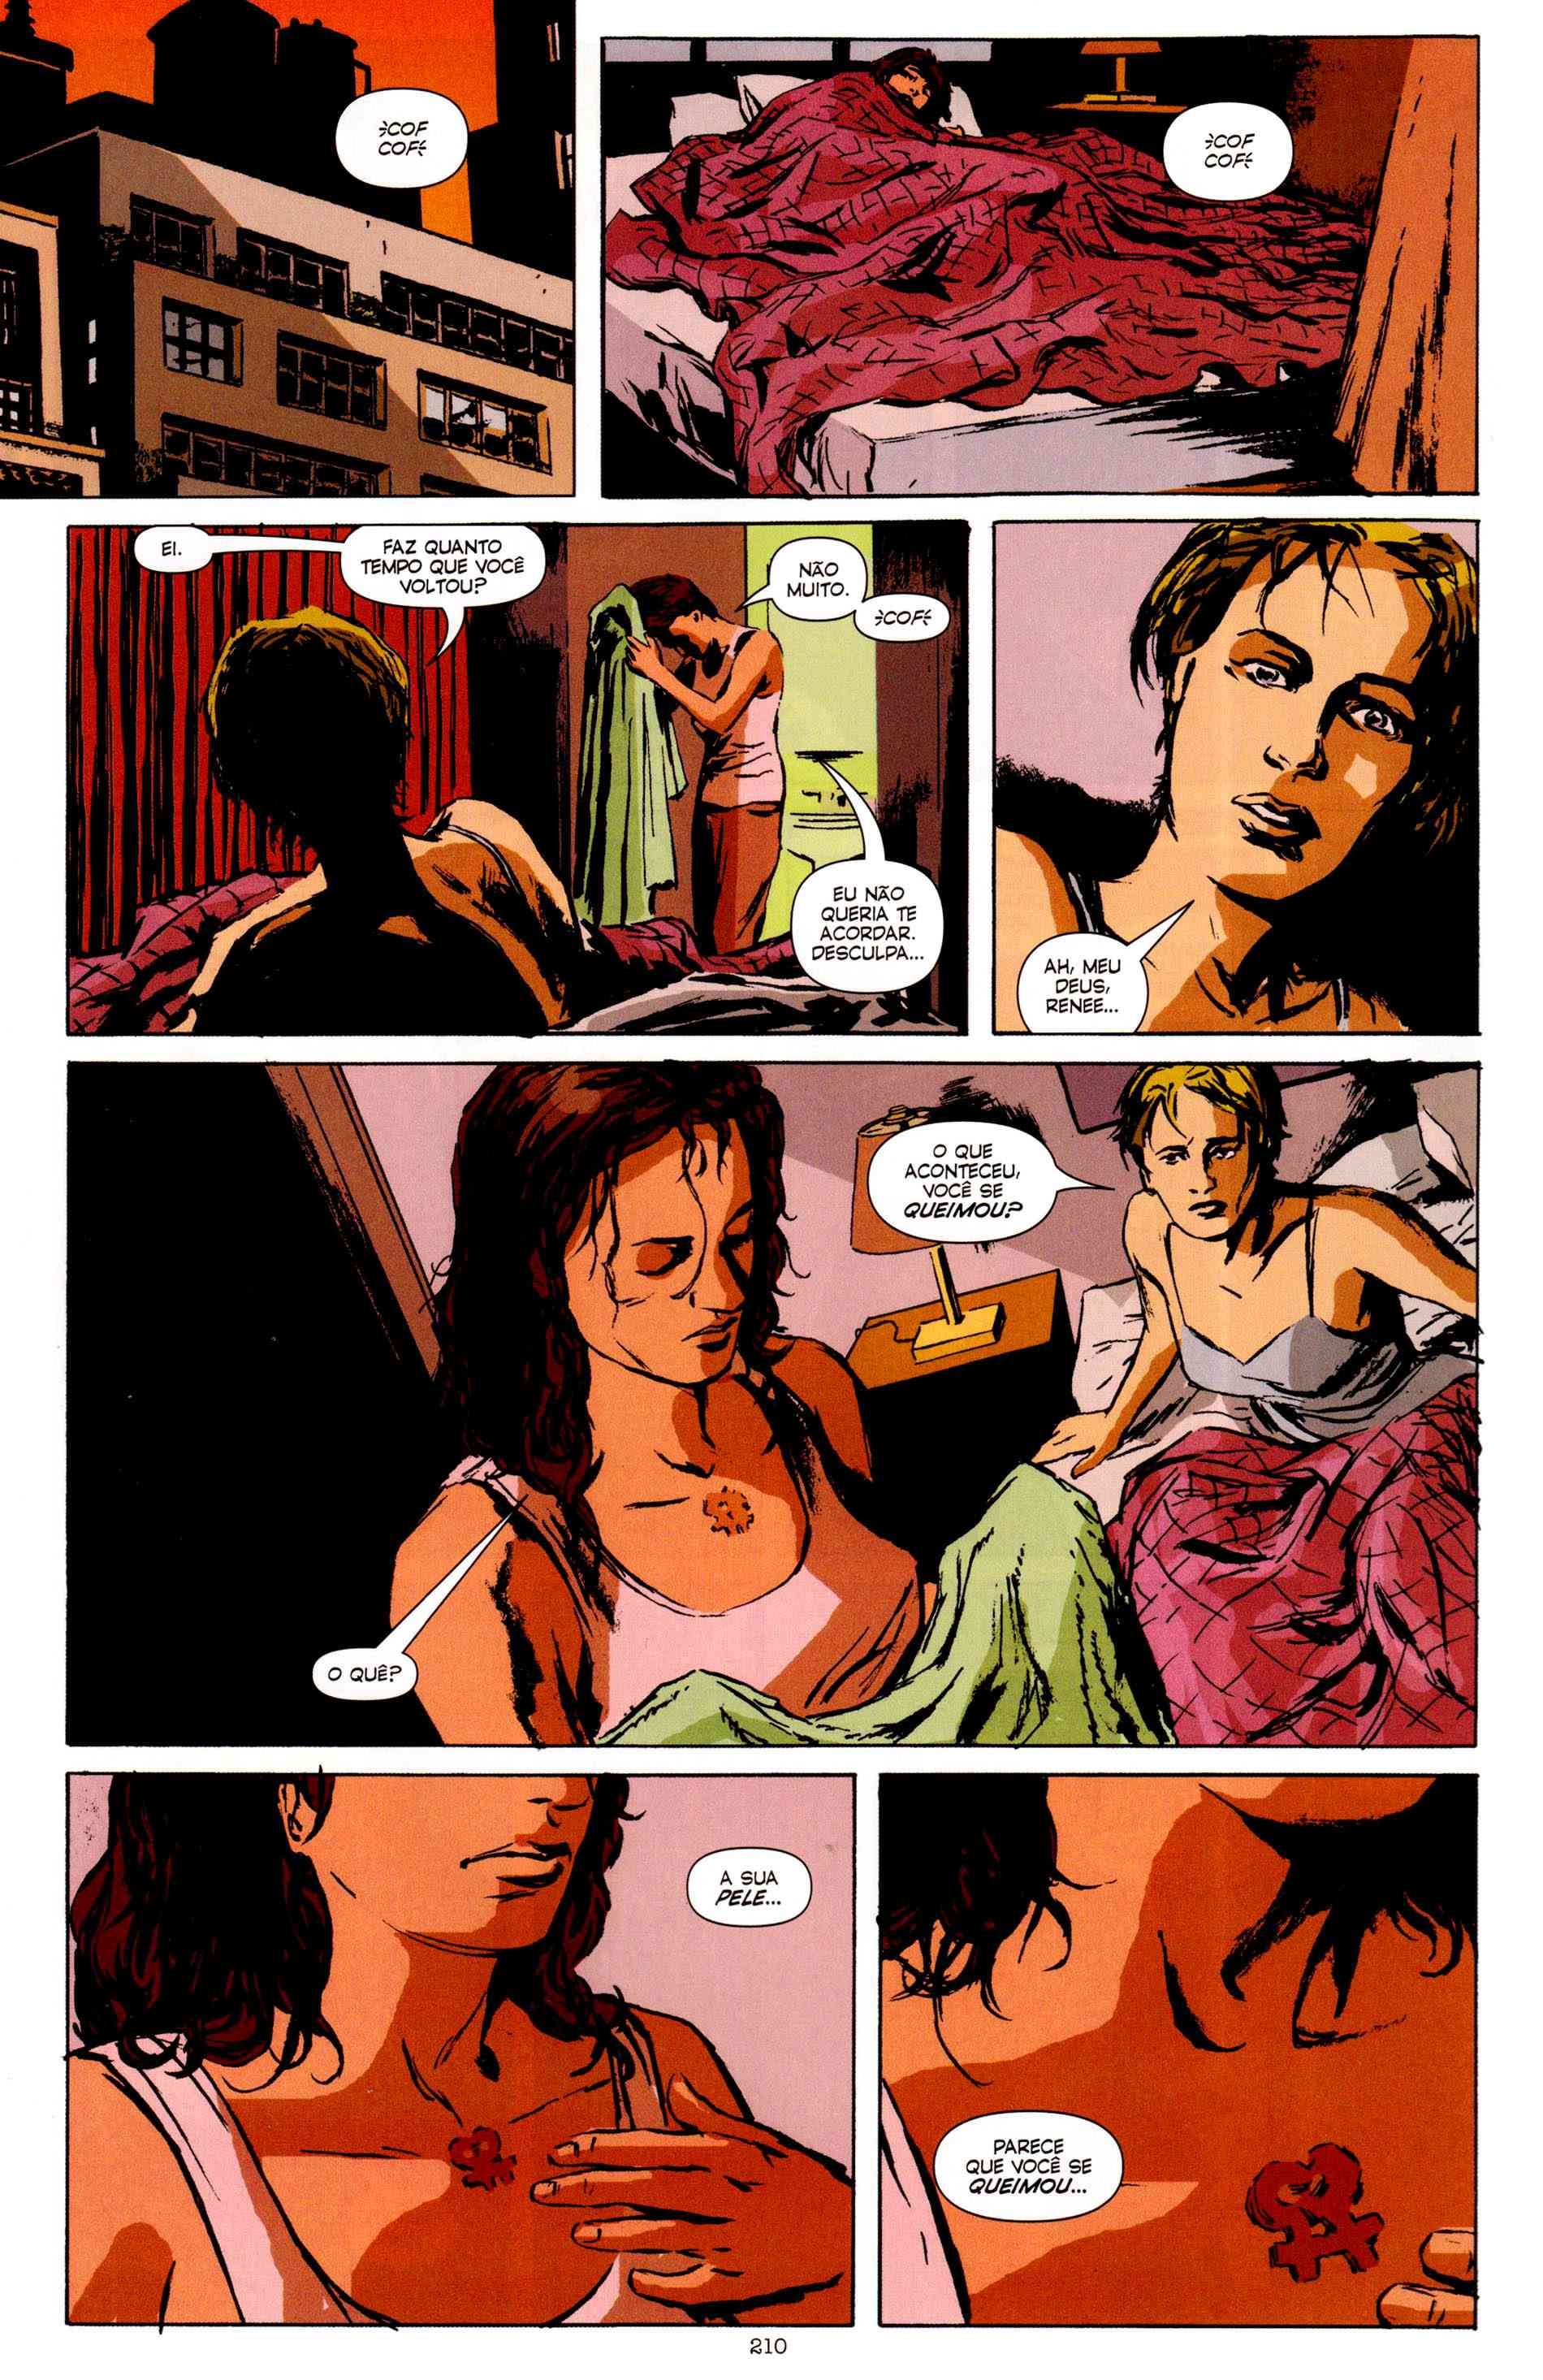 COF
COF
COF
COF
EI.
FAZ QUANTO
TEMPO QUE VOCÊ
VOLTOU?
NÃO
MUITO.
COF
EU NÃO
QUERIA TE
ACORDAR.
DESCULPA...
AH, MEU
DEUS,
RENEE...
O QUE
ACONTECEU,
VOCÊ SE
QUEIMOU?
O QUÊ?
A SUA
PELE...
PARECE
QUE VOCÊ SE
QUEIMOU...
210